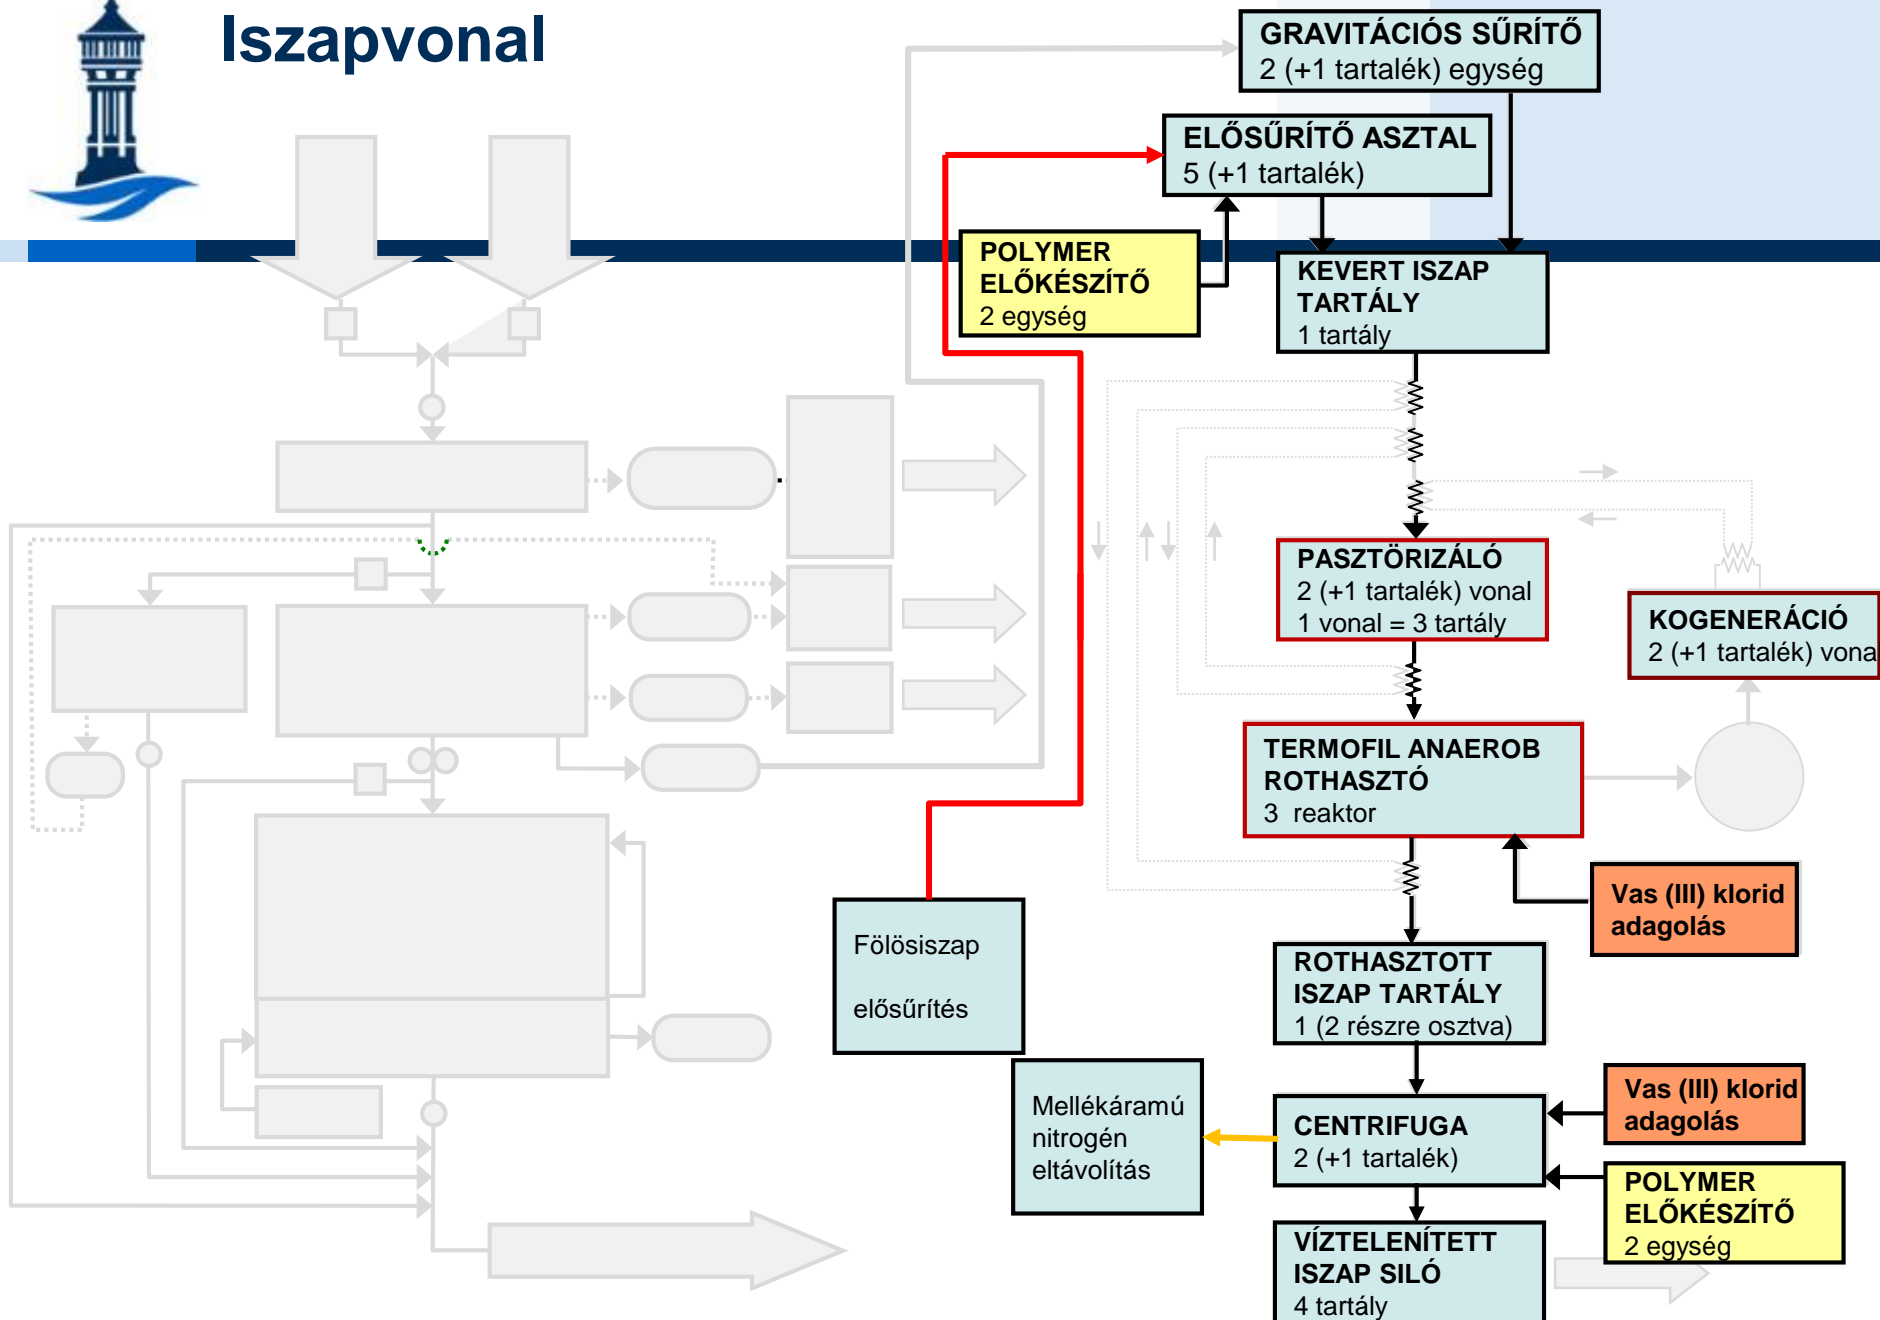 Iszapvonal
GRAVITÁCIÓS SŰRÍTŐ
2 (+1 tartalék) egység
ELŐSŰRÍTŐ ASZTAL
5 (+1 tartalék)
POLYMER
ELŐKÉSZÍTŐ
2 egység
KEVERT ISZAP
TARTÁLY
1 tartály
PASZTÖRIZÁLÓ
2 (+1 tartalék) vonal
1 vonal = 3 tartály
KOGENERÁCIÓ
2 (+1 tartalék) vona
TERMOFIL ANAEROB
ROTHASZTÓ
3 reaktor
Vas (III) klorid
adagolás
Fölösiszap
elősűrítés
ROTHASZTOTT
ISZAP TARTÁLY
1 (2 részre osztva)
Mellékáramú
nitrogén
eltávolítás
CENTRIFUGA
2 (+1 tartalék)
Vas (III) klorid
adagolás
POLYMER
ELŐKÉSZÍTŐ
2 egység
VÍZTELENÍTETT
ISZAP SILÓ
4 tartály